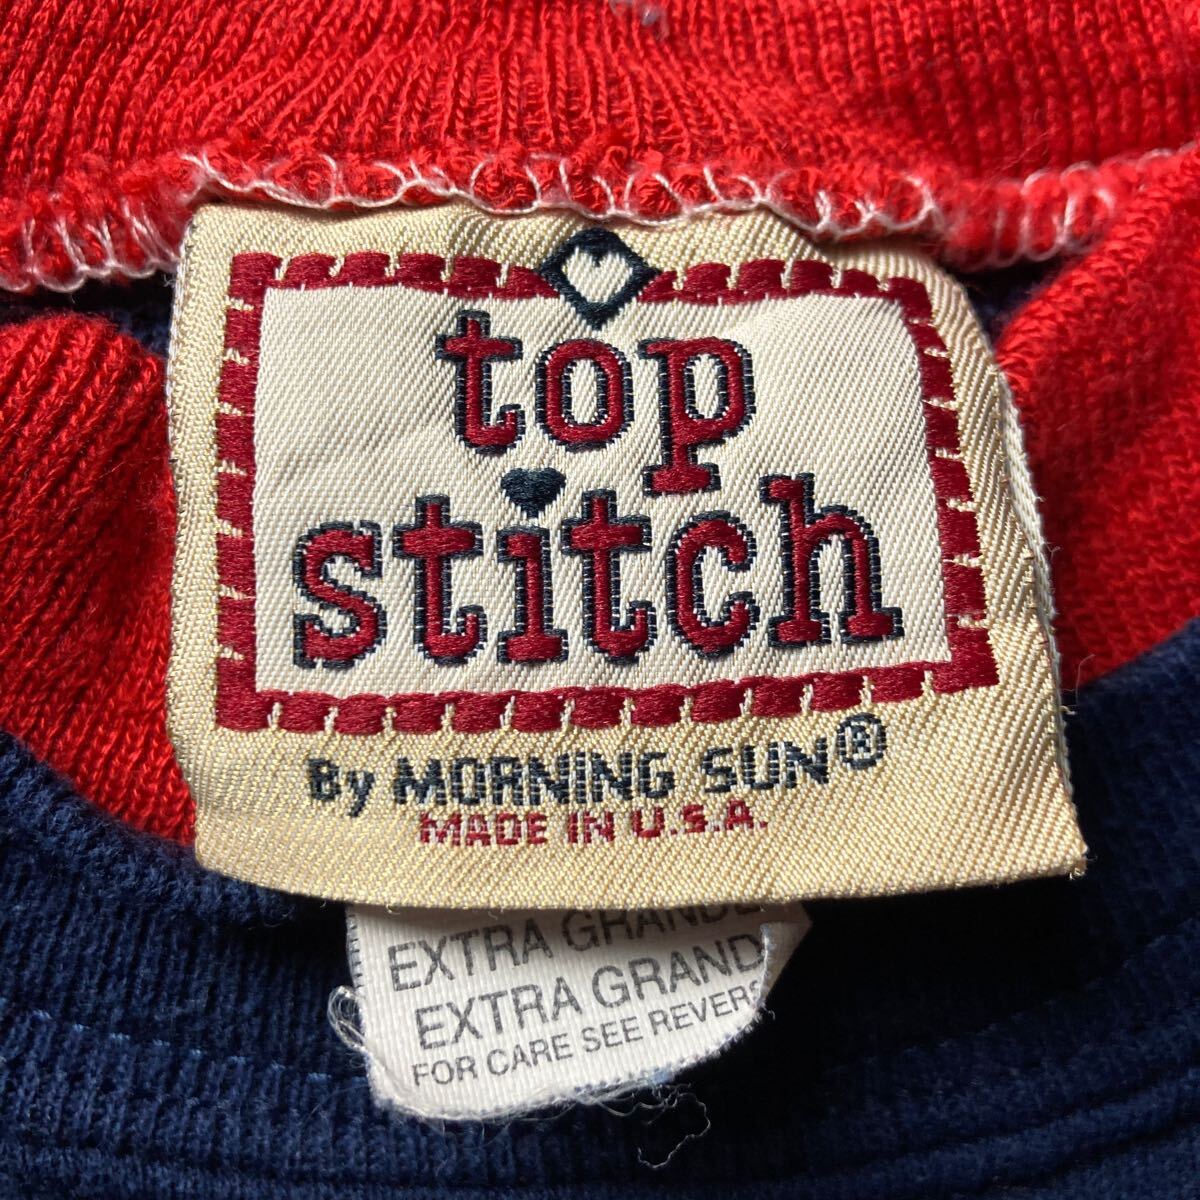 top
stitch
By MORNING SUN®
MADE IN U.S.A.
EXTRA GRANDE
EXTRA GRAND
FOR CARE SEE REVERS